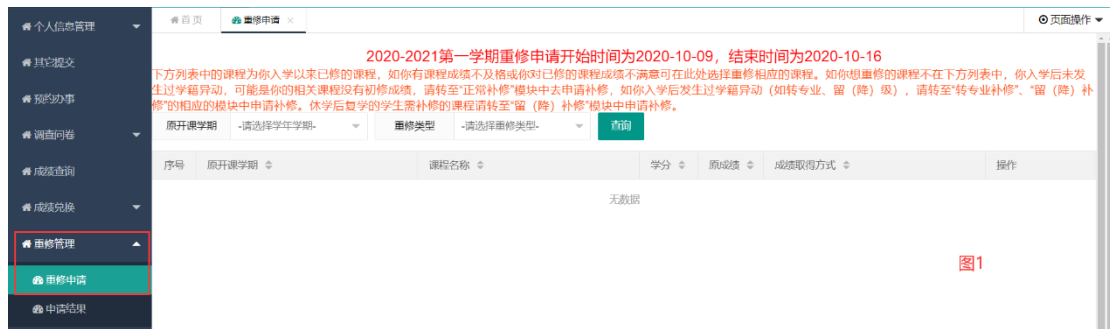 个人信息管理
其它提交
预约办事
调查问卷
成绩查询
成绩兑换
重修管理
重修申请
申请结果
首页
重修申请 ×
页面操作
2020-2021第一学期重修申请开始时间为2020-10-09，结束时间为2020-10-16
下方列表中的课程为你入学以来已修的课程，如你有课程成绩不及格或你对已修的课程成绩不满意可在此处选择重修相应的课程。如你想重修的课程不在下方列表中，你入学后未发
生过学籍异动，可能是你的相关课程没有初修成绩，请转至“正常补修”模块中去申请补修，如你入学后发生过学籍异动（如转专业、留（降）级），请转至“转专业补修”、“留（降）补
修”的相应的模块中申请补修。休学后复学的学生需补修的课程请转至“留（降）补修”模块中申请补修。
原开课学期 -请选择学年学期- 重修类型 -请选择重修类型- 查询
序号 原开课学期 课程名称 学分 原成绩 成绩取得方式 操作
无数据
图1